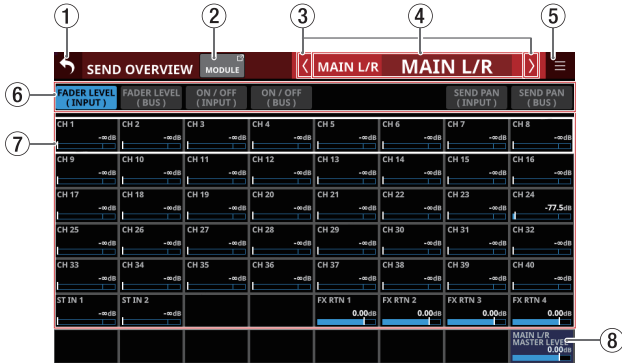 1 2 3 4 5
SEND OVERVIEW MODULE < MAIN L/R MAIN L/R >
6
FADER LEVEL FADER LEVEL ON / OFF ON / OFF SEND PAN SEND PAN
( INPUT ) ( BUS ) ( INPUT ) ( BUS ) ( INPUT ) ( BUS )
7
CH 1 CH 2 CH 3 CH 4 CH 5 CH 6 CH 7 CH 8
-∞dB -∞dB -∞dB -∞dB -∞dB -∞dB -∞dB -∞dB
CH 9 CH 10 CH 11 CH 12 CH 13 CH 14 CH 15 CH 16
-∞dB -∞dB -∞dB -∞dB -∞dB -∞dB -∞dB -∞dB
CH 17 CH 18 CH 19 CH 20 CH 21 CH 22 CH 23 CH 24
-∞dB -∞dB -∞dB -∞dB -∞dB -∞dB -∞dB -77.5dB
CH 25 CH 26 CH 27 CH 28 CH 29 CH 30 CH 31 CH 32
-∞dB -∞dB -∞dB -∞dB -∞dB -∞dB -∞dB -∞dB
CH 33 CH 34 CH 35 CH 36 CH 37 CH 38 CH 39 CH 40
-∞dB -∞dB -∞dB -∞dB -∞dB -∞dB -∞dB -∞dB
ST IN 1 ST IN 2 FX RTN 1 FX RTN 2 FX RTN 3 FX RTN 4
-∞dB -∞dB 0.00dB 0.00dB 0.00dB 0.00dB
MAIN L/R
MASTER LEVEL
0.00dB
8